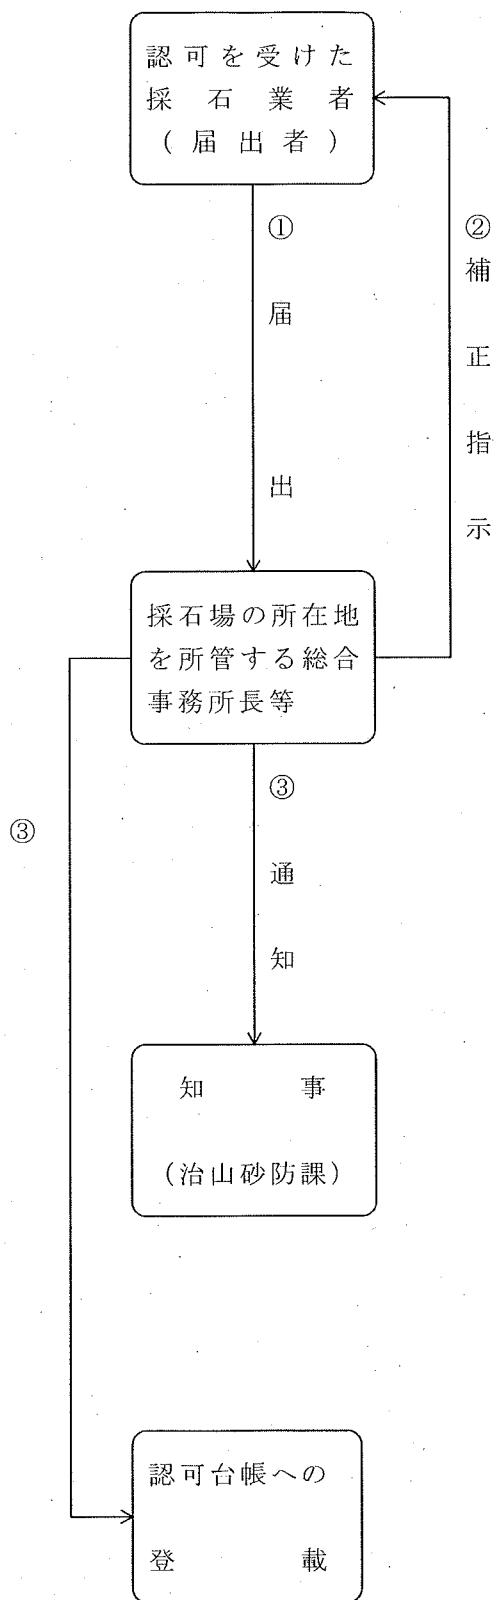 認可を受けた
採石業者
(届出者)
①届出
②補正指示
採石場の所在地
を所管する総合
事務所長等
③通知
③
知事
(治山砂防課)
認可台帳への
登載